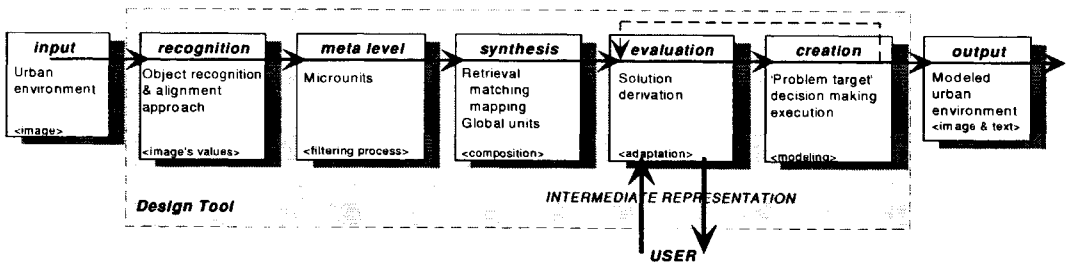 input
Urban
environment
<image>
recognition
Object recognition
& alignment
approach
<image's values>
meta level
Microunits
<filtering process>
synthesis
Retrieval
matching
mapping
Global units
<composition>
evaluation
Solution
derivation
<adaptation>
creation
'Problem target'
decision making
execution
<modeling>
output
Modeled
urban
environment
<image & text>
Design Tool
INTERMEDIATE REPRESENTATION
USER